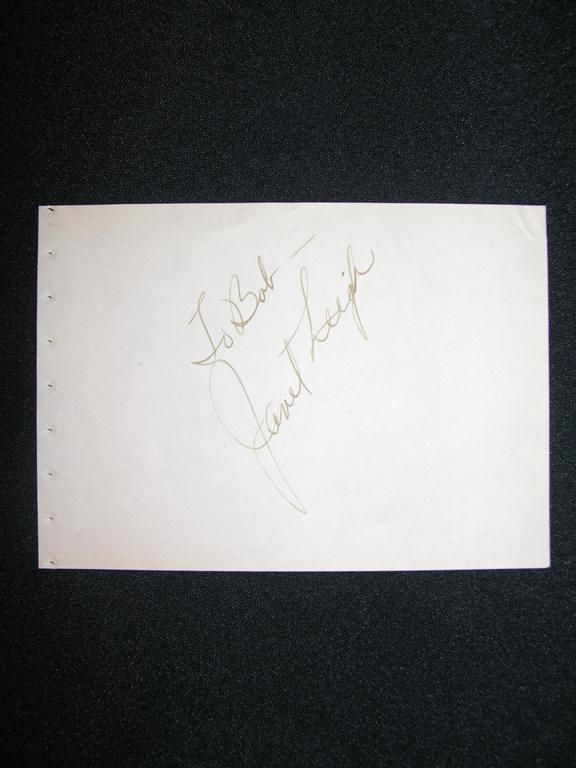 To Bob —
Janet Leigh